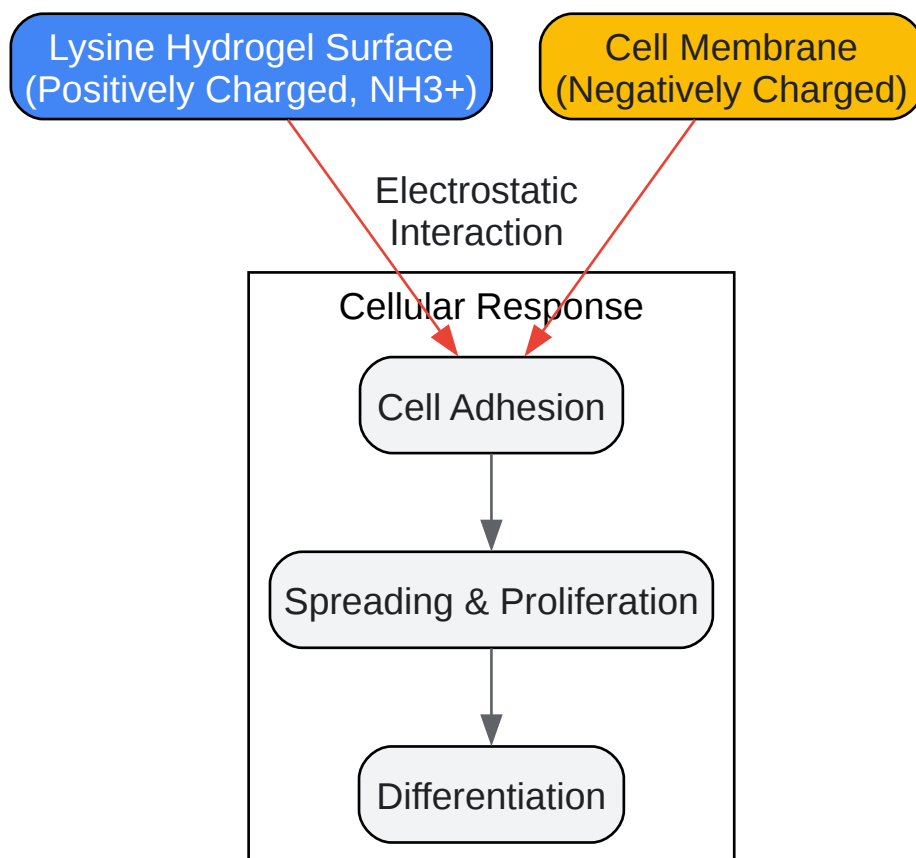 Lysine Hydrogel Surface
(Positively Charged, NH3+)
Cell Membrane
(Negatively Charged)
Electrostatic
Interaction
Cellular Response
Cell Adhesion
Spreading & Proliferation
Differentiation